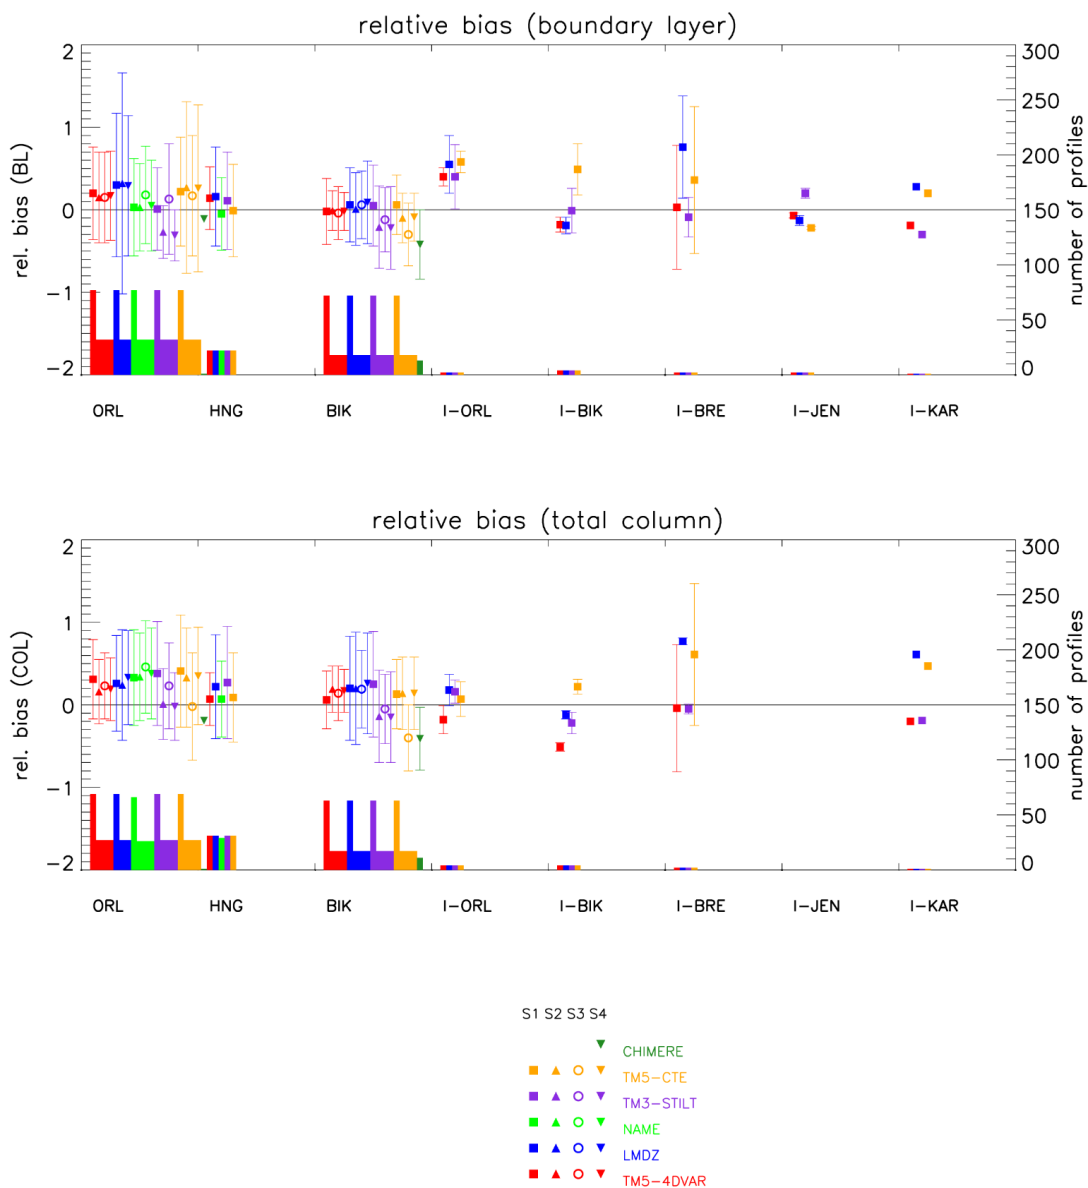 relative bias (boundary layer)
2
1
0
−1
−2
rel. bias (BL)
300
250
200
150
100
50
0
number of profiles
ORL HNG BIK I−ORL I−BIK I−BRE I−JEN I−KAR
relative bias (total column)
2
1
0
−1
−2
rel. bias (COL)
300
250
200
150
100
50
0
number of profiles
ORL HNG BIK I−ORL I−BIK I−BRE I−JEN I−KAR
S1 S2 S3 S4
CHIMERE
TM5−CTE
TM3−STILT
NAME
LMDZ
TM5−4DVAR